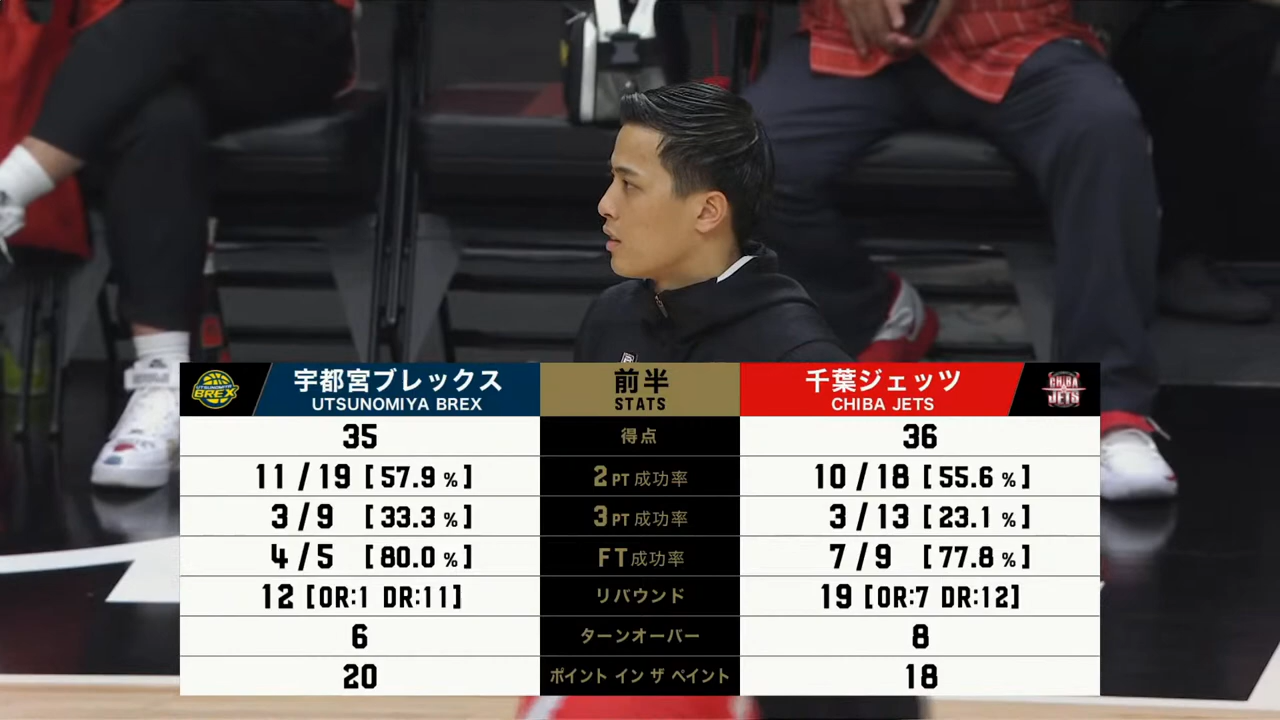 UTSUNOMIYA
BREX
宇都宮ブレックス
UTSUNOMIYA BREX
前半
STATS
千葉ジェッツ
CHIBA JETS
CHIBA
JETS
35 得点 36
11 / 19 [ 57.9 % ] 2PT 成功率 10 / 18 [ 55.6 % ]
3 / 9 [ 33.3 % ] 3PT 成功率 3 / 13 [ 23.1 % ]
4 / 5 [ 80.0 % ] FT 成功率 7 / 9 [ 77.8 % ]
12 [OR:1 DR:11] リバウンド 19 [OR:7 DR:12]
6 ターンオーバー 8
20 ポイント イン ザ ペイント 18